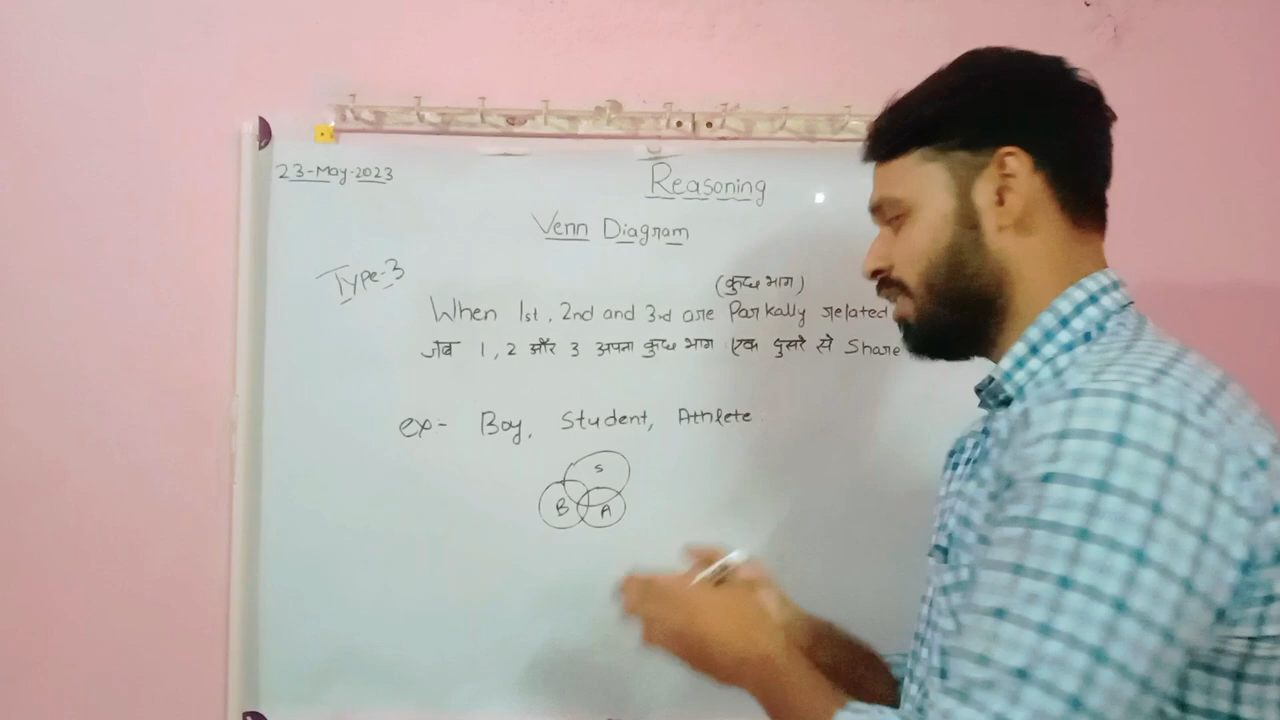 23-May-2023
Reasoning
Venn Diagram
Type-3
(कुछ भाग)
When 1st, 2nd and 3rd are Partially related
जब 1, 2 और 3 अपना कुछ भाग एक दुसरे से Share
ex- Boy, Student, Athlete.
S
B A